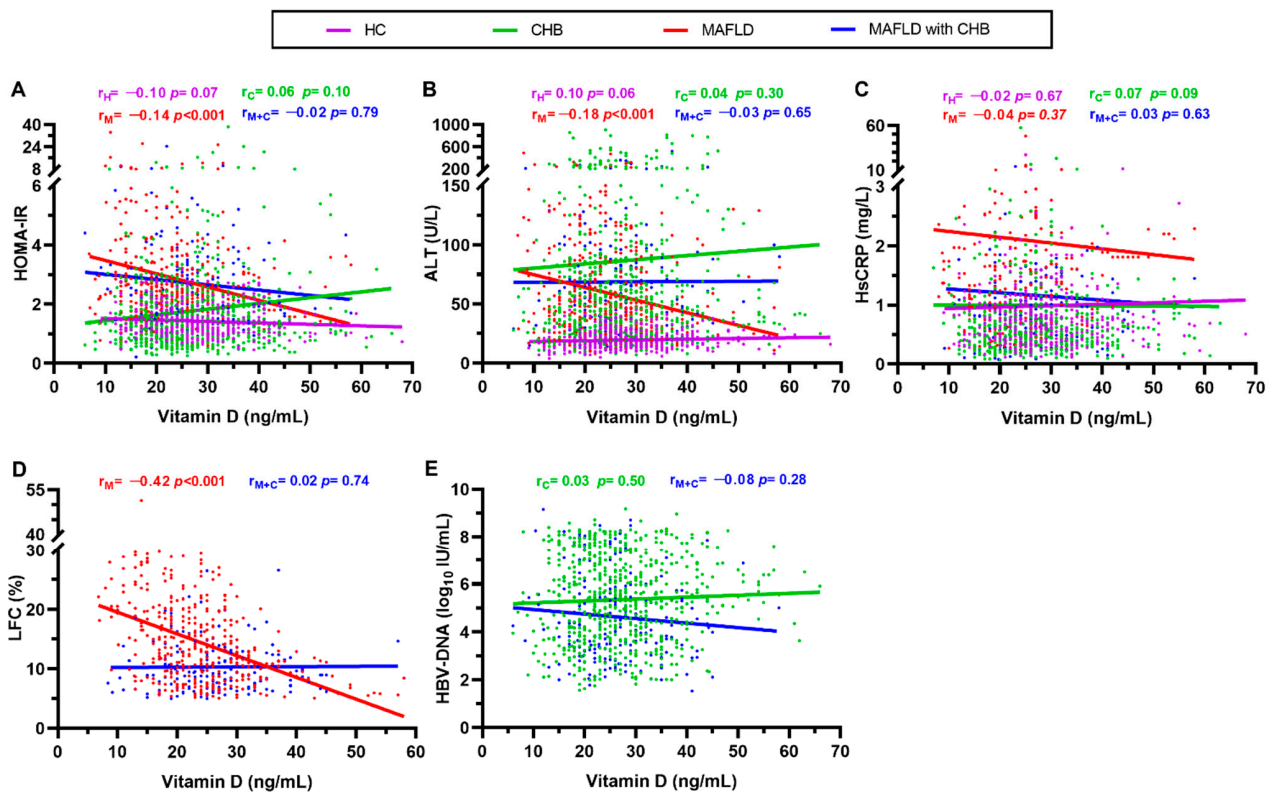 HC CHB MAFLD MAFLD with CHB
A
rH= −0.10 p= 0.07 rC= 0.06 p= 0.10
rM= −0.14 p<0.001 rM+C= −0.02 p= 0.79
40
24
8
6
4
2
0
HOMA-IR
0 10 20 30 40 50 60 70
Vitamin D (ng/mL)
B
rH= 0.10 p= 0.06 rC= 0.04 p= 0.30
rM= −0.18 p<0.001 rM+C= −0.03 p= 0.65
1000
600
200
150
100
50
0
ALT (U/L)
0 10 20 30 40 50 60 70
Vitamin D (ng/mL)
C
rH= −0.02 p= 0.67 rC= 0.07 p= 0.09
rM= −0.04 p= 0.37 rM+C= 0.03 p= 0.63
60
10
3
2
1
0
HsCRP (mg/L)
0 10 20 30 40 50 60 70
Vitamin D (ng/mL)
D
rM= −0.42 p<0.001 rM+C= 0.02 p= 0.74
55
40
30
20
10
0
LFC (%)
0 10 20 30 40 50 60
Vitamin D (ng/mL)
E
rC= 0.03 p= 0.50 rM+C= −0.08 p= 0.28
10
8
6
4
2
0
HBV-DNA (log10 IU/mL)
0 10 20 30 40 50 60 70
Vitamin D (ng/mL)